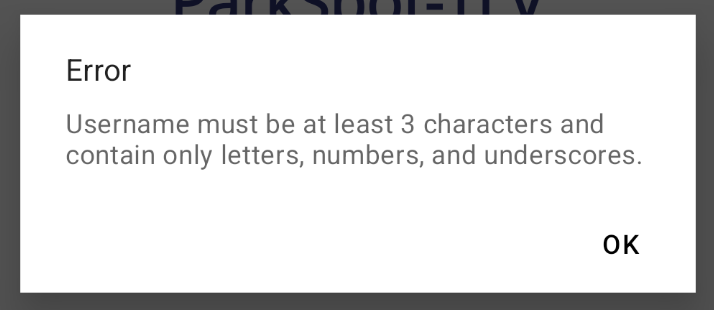 Error
Username must be at least 3 characters and
contain only letters, numbers, and underscores.
OK